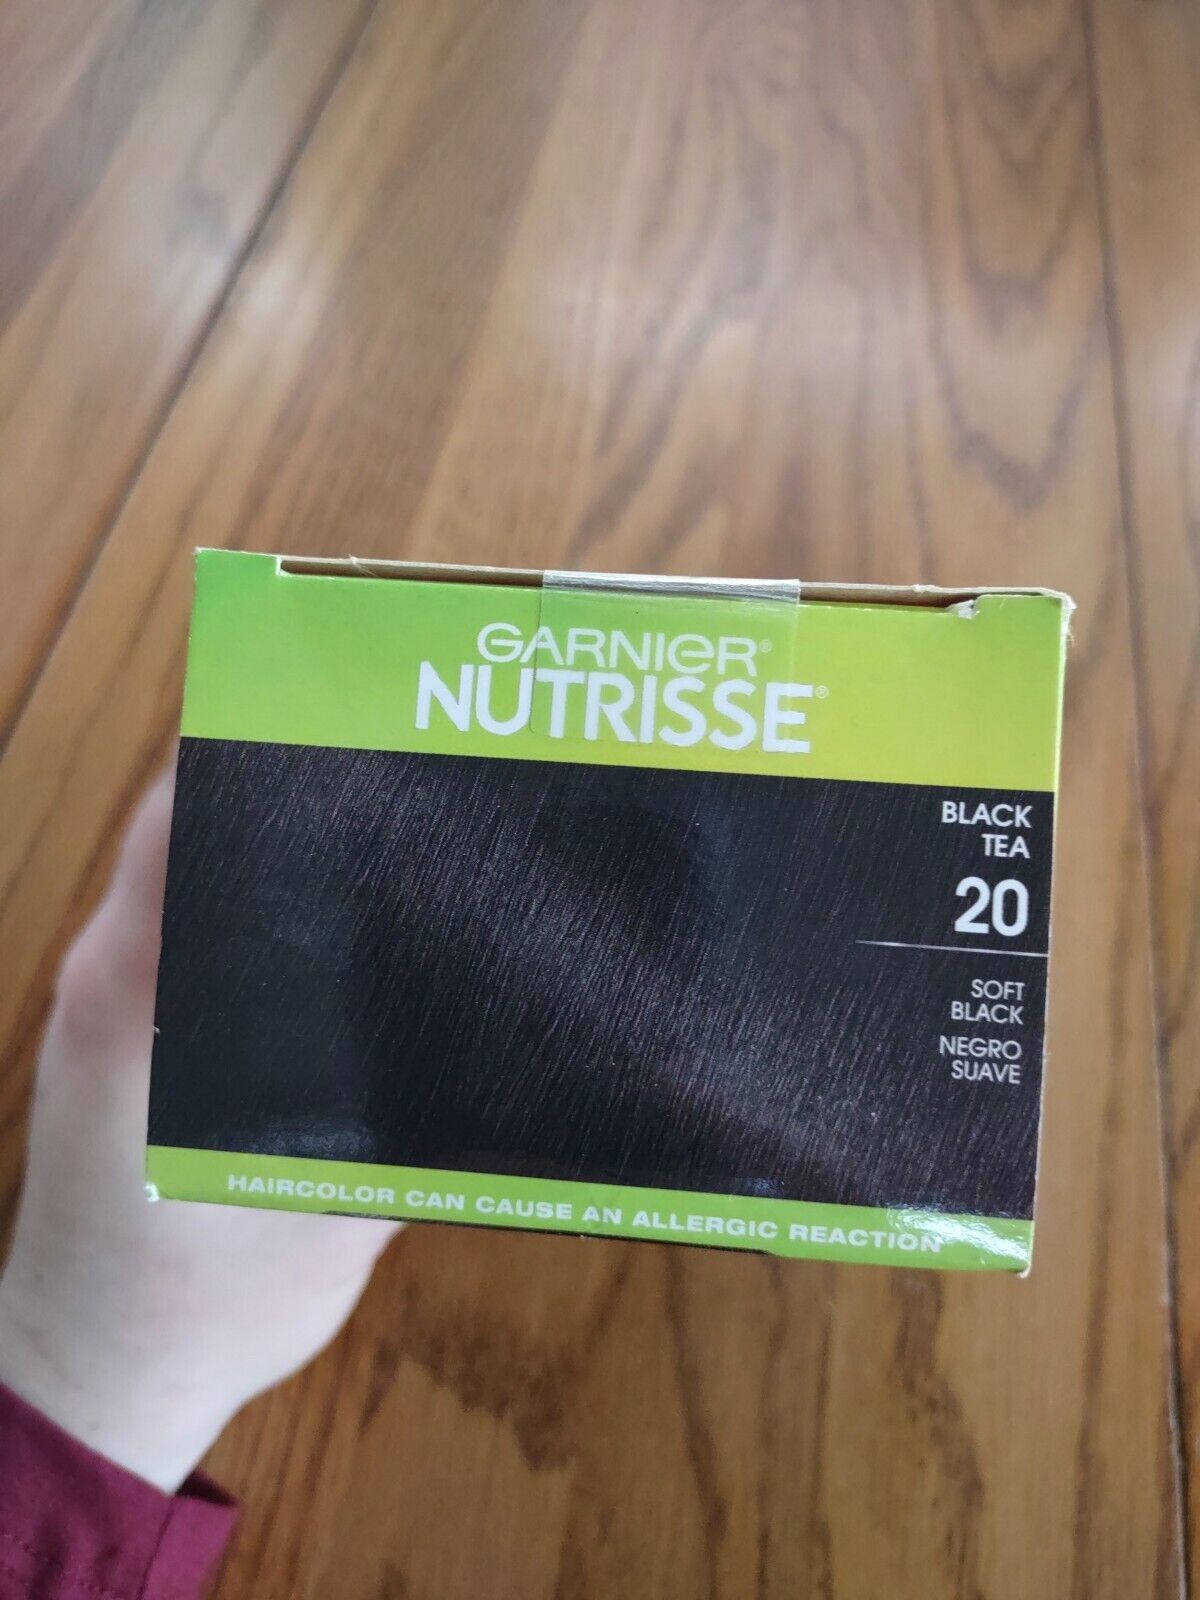 GARNIER®
NUTRISSE®
BLACK
TEA
20
SOFT
BLACK
NEGRO
SUAVE
HAIRCOLOR CAN CAUSE AN ALLERGIC REACTION